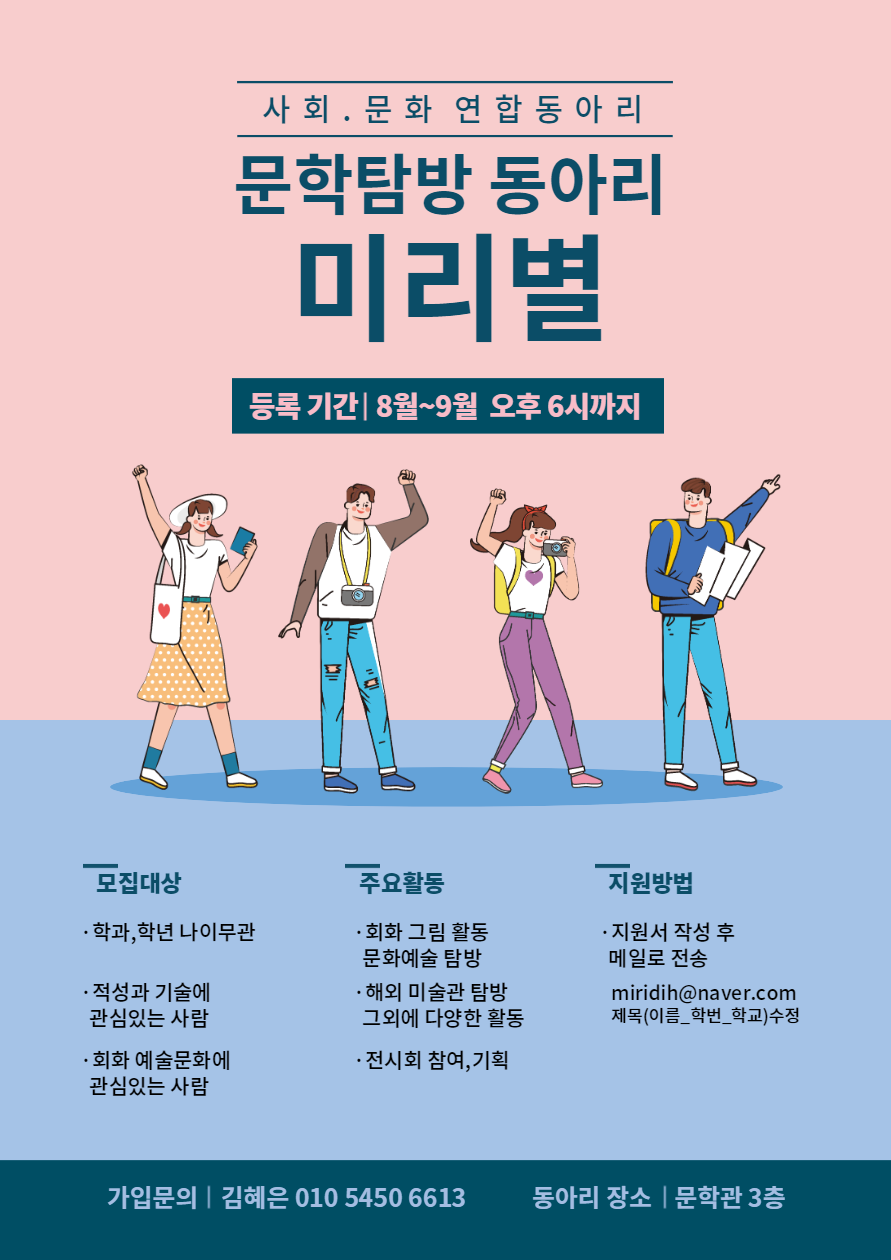 사회.문화 연합동아리
문학탐방 동아리
미리별
등록 기간| 8월~9월 오후 6시까지
모집대상
· 학과,학년 나이무관
· 적성과 기술에
관심있는 사람
· 회화 예술문화에
관심있는 사람
주요활동
· 회화 그림 활동
문화예술 탐방
· 해외 미술관 탐방
그외에 다양한 활동
· 전시회 참여,기획
지원방법
· 지원서 작성 후
메일로 전송
miridih@naver.com
제목(이름_학번_학교)수정
가입문의 | 김혜은 010 5450 6613
동아리 장소 | 문학관 3층